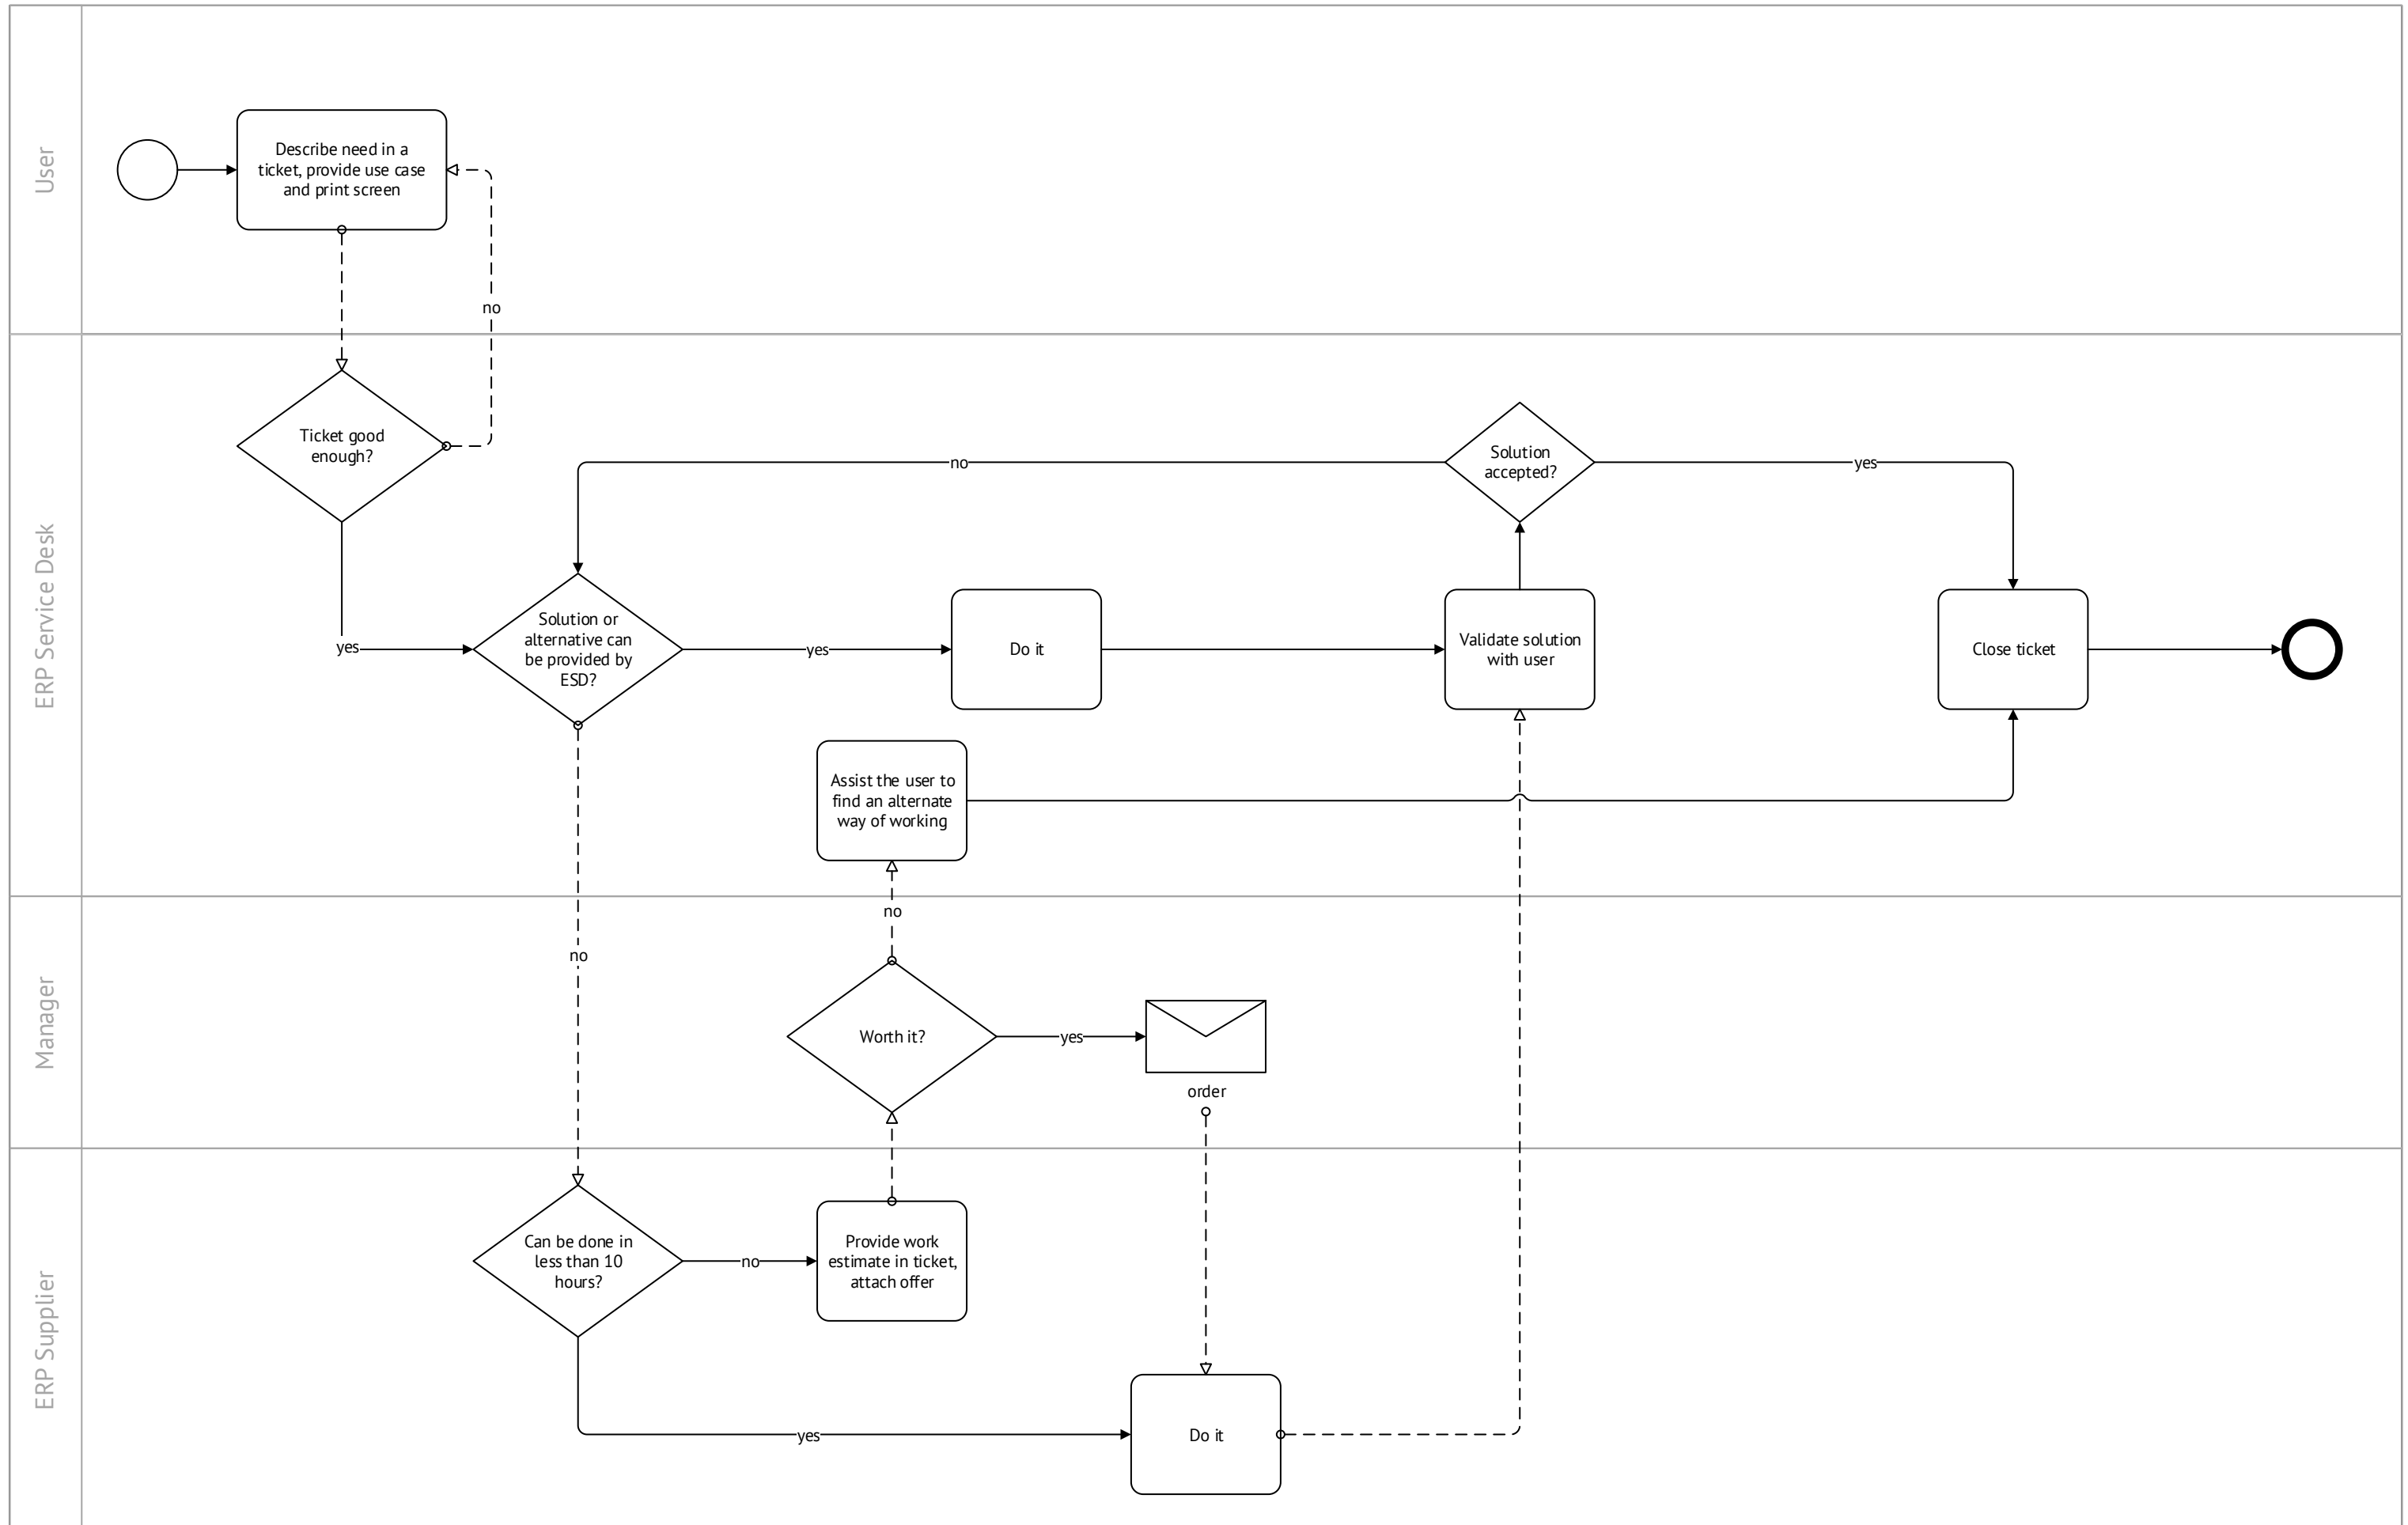 User
Describe need in a
ticket, provide use case
and print screen
no
ERP Service Desk
Ticket good
enough?
yes
no
Solution
accepted?
yes
Solution or
alternative can
be provided by
ESD?
yes
Do it
Validate solution
with user
Close ticket
Assist the user to
find an alternate
way of working
Manager
no
no
Worth it?
yes
order
ERP Supplier
Can be done in
less than 10
hours?
no
Provide work
estimate in ticket,
attach offer
yes
Do it